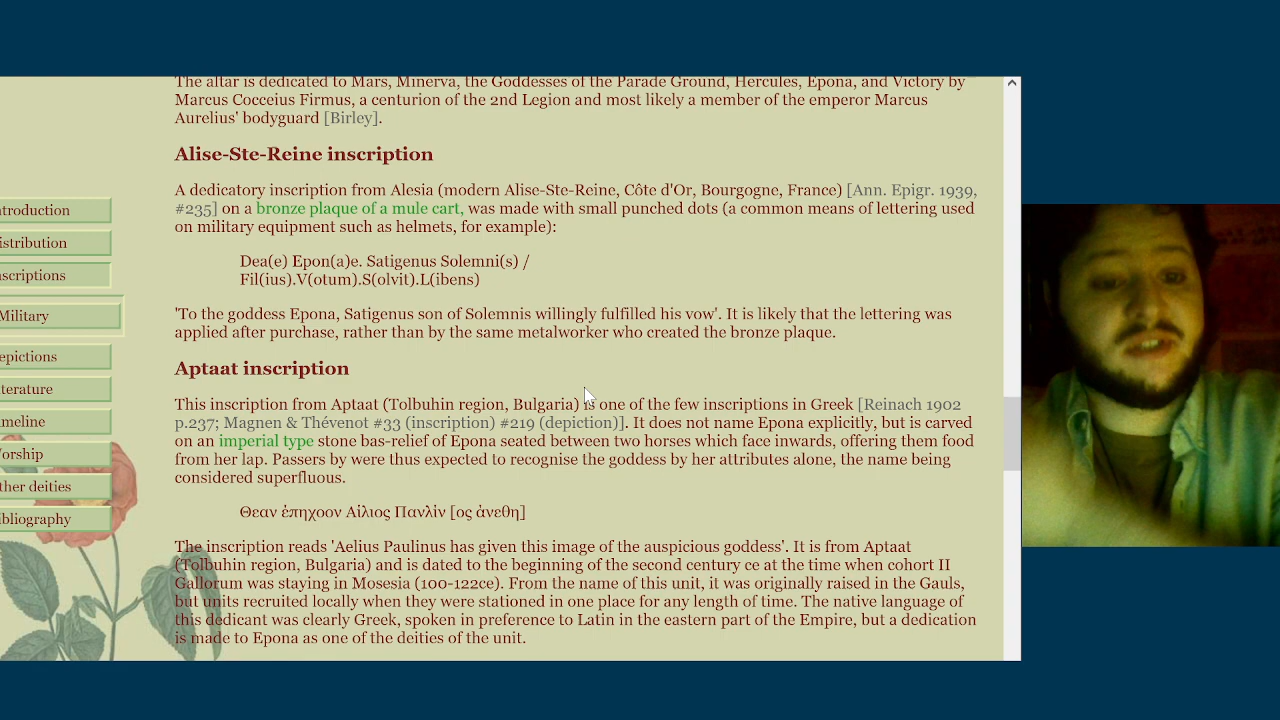 The altar is dedicated to Mars, Minerva, the Goddesses of the Parade Ground, Hercules, Epona, and Victory by
Marcus Cocceius Firmus, a centurion of the 2nd Legion and most likely a member of the emperor Marcus
Aurelius' bodyguard [Birley].
Alise-Ste-Reine inscription
A dedicatory inscription from Alesia (modern Alise-Ste-Reine, Côte d'Or, Bourgogne, France) [Ann. Epigr. 1939,
#235] on a bronze plaque of a mule cart, was made with small punched dots (a common means of lettering used
on military equipment such as helmets, for example):
Dea(e) Epon(a)e. Satigenus Solemni(s) /
Fil(ius).V(otum).S(olvit).L(ibens)
'To the goddess Epona, Satigenus son of Solemnis willingly fulfilled his vow'. It is likely that the lettering was
applied after purchase, rather than by the same metalworker who created the bronze plaque.
Aptaat inscription
This inscription from Aptaat (Tolbuhin region, Bulgaria) is one of the few inscriptions in Greek [Reinach 1902
p.237; Magnen & Thévenot #33 (inscription) #219 (depiction)]. It does not name Epona explicitly, but is carved
on an imperial type stone bas-relief of Epona seated between two horses which face inwards, offering them food
from her lap. Passers by were thus expected to recognise the goddess by her attributes alone, the name being
considered superfluous.
Θεαν ἐπηχοον Αἰλιος Πανλἰν [ος ἀνεθη]
The inscription reads 'Aelius Paulinus has given this image of the auspicious goddess'. It is from Aptaat
(Tolbuhin region, Bulgaria) and is dated to the beginning of the second century ce at the time when cohort II
Gallorum was staying in Mosesia (100-122ce). From the name of this unit, it was originally raised in the Gauls,
but units recruited locally when they were stationed in one place for any length of time. The native language of
this dedicant was clearly Greek, spoken in preference to Latin in the eastern part of the Empire, but a dedication
is made to Epona as one of the deities of the unit.
ntroduction
istribution
scriptions
Military
epictions
terature
meline
orship
ther deities
bliography